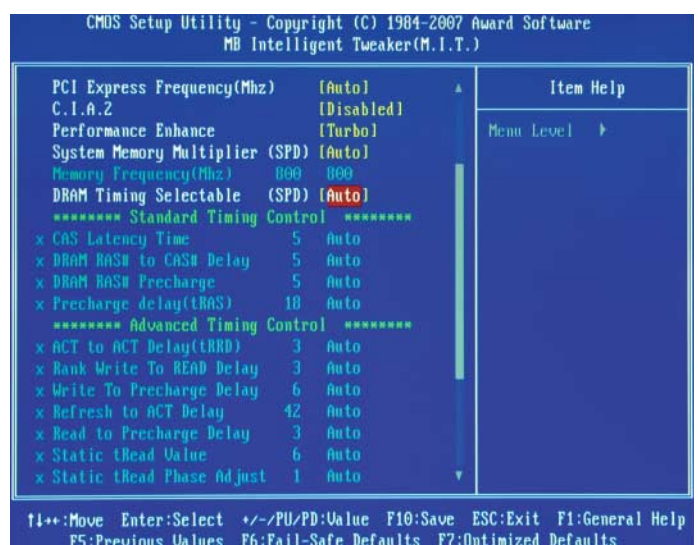 CMOS Setup Utility - Copyright (C) 1984-2007 Award Software
MB Intelligent Tweaker(M.I.T.)
PCI Express Frequency(Mhz) [Auto]
C.I.A.2 [Disabled]
Performance Enhance [Turbo]
System Memory Multiplier (SPD) [Auto]
Memory Frequency(Mhz) 800 800
DRAM Timing Selectable (SPD) [Auto]
******** Standard Timing Control ********
x CAS Latency Time 5 Auto
x DRAM RAS# to CAS# Delay 5 Auto
x DRAM RAS# Precharge 5 Auto
x Precharge delay(tRAS) 18 Auto
******** Advanced Timing Control ********
x ACT to ACT Delay(tRRD) 3 Auto
x Rank Write To READ Delay 3 Auto
x Write To Precharge Delay 6 Auto
x Refresh to ACT Delay 42 Auto
x Read to Precharge Delay 3 Auto
x Static tRead Value 6 Auto
x Static tRead Phase Adjust 1 Auto
Item Help
Menu Level ▶
↑↓→←:Move Enter:Select +/-/PU/PD:Value F10:Save ESC:Exit F1:General Help
F5:Previous Values F6:Fail-Safe Defaults F7:Optimized Defaults